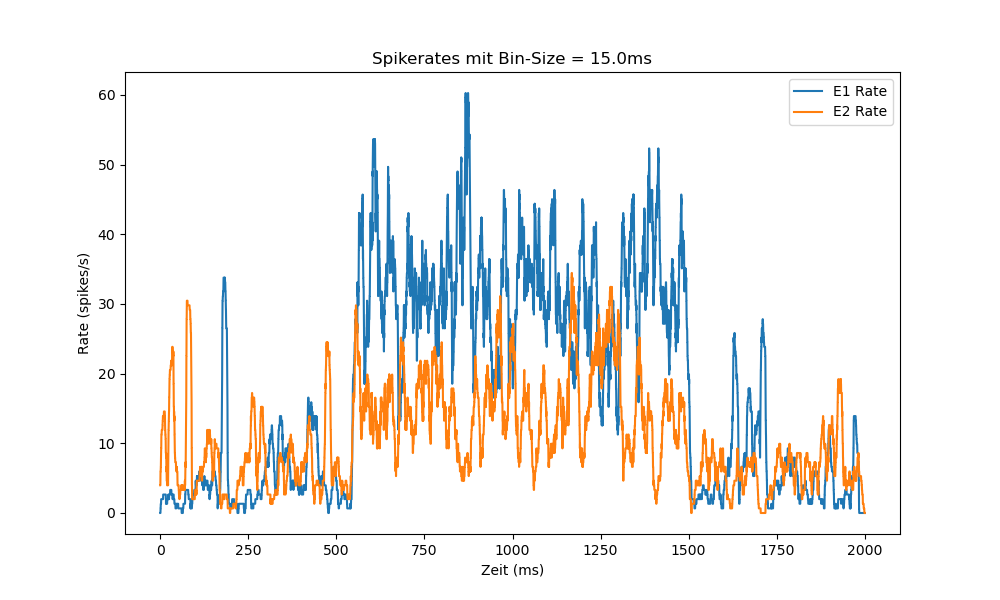 Spikerates mit Bin-Size = 15.0ms
E1 Rate
E2 Rate
60
50
40
30
20
10
0
Rate (spikes/s)
0 250 500 750 1000 1250 1500 1750 2000
Zeit (ms)